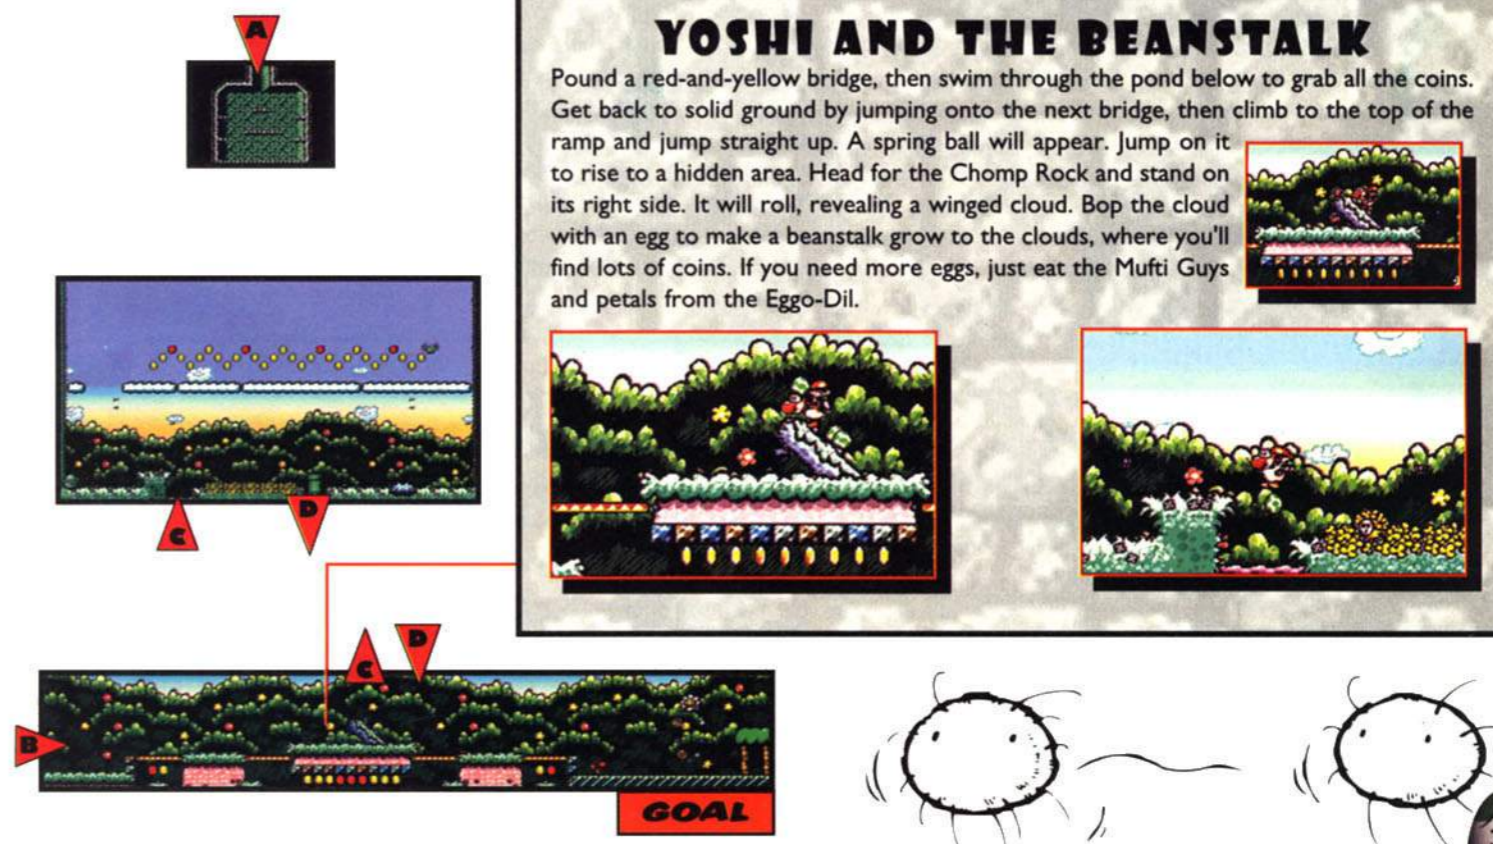 A
YOSHI AND THE BEANSTALK
Pound a red-and-yellow bridge, then swim through the pond below to grab all the coins.
Get back to solid ground by jumping onto the next bridge, then climb to the top of the
ramp and jump straight up. A spring ball will appear. Jump on it
to rise to a hidden area. Head for the Chomp Rock and stand on
its right side. It will roll, revealing a winged cloud. Bop the cloud
with an egg to make a beanstalk grow to the clouds, where you'll
find lots of coins. If you need more eggs, just eat the Mufti Guys
and petals from the Eggo-Dil.
C
D
C
D
B
GOAL